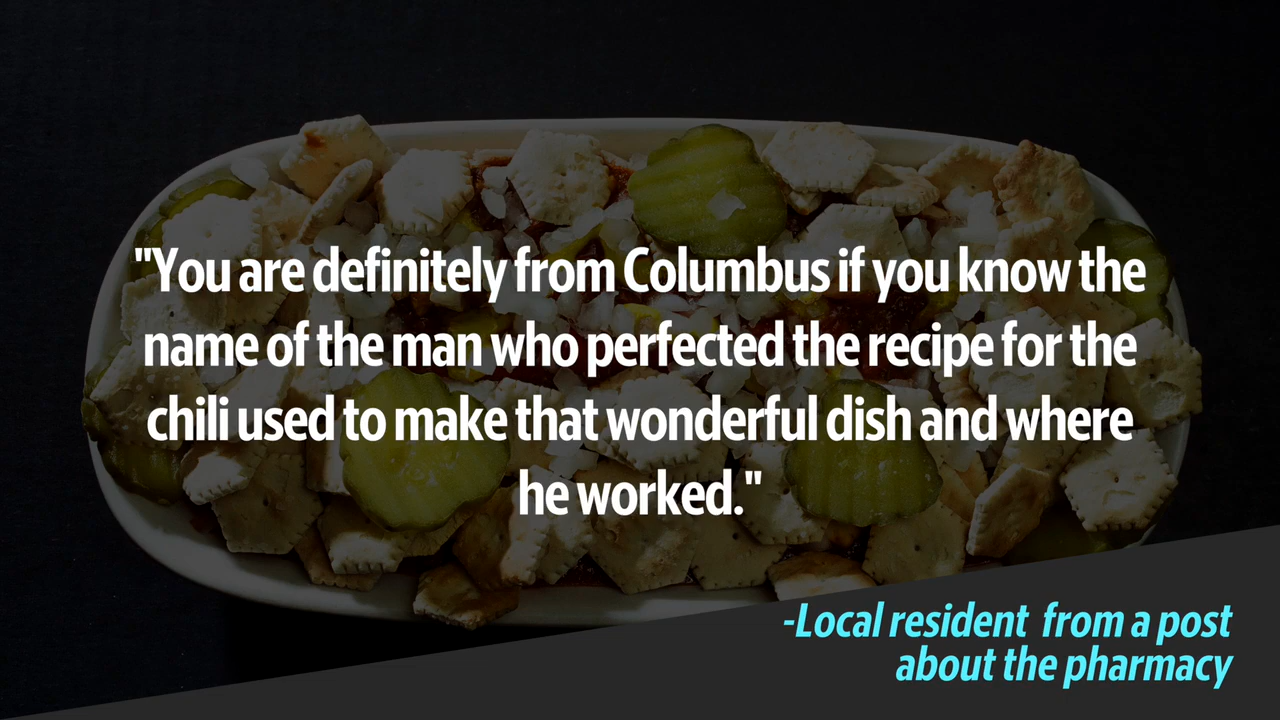 "You are definitely from Columbus if you know the
name of the man who perfected the recipe for the
chili used to make that wonderful dish and where
he worked."
-Local resident from a post
about the pharmacy